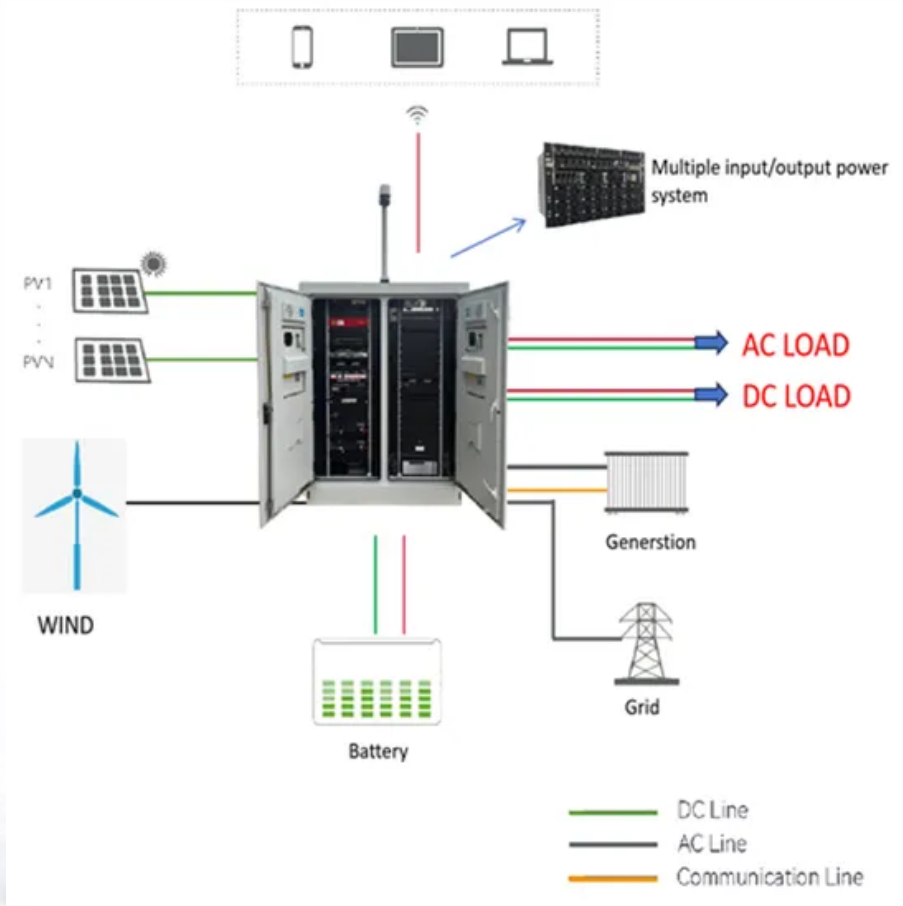 Multiple input/output power
system
PV1
PVN
AC LOAD
DC LOAD
Generstion
WIND
Grid
Battery
DC Line
AC Line
Communication Line